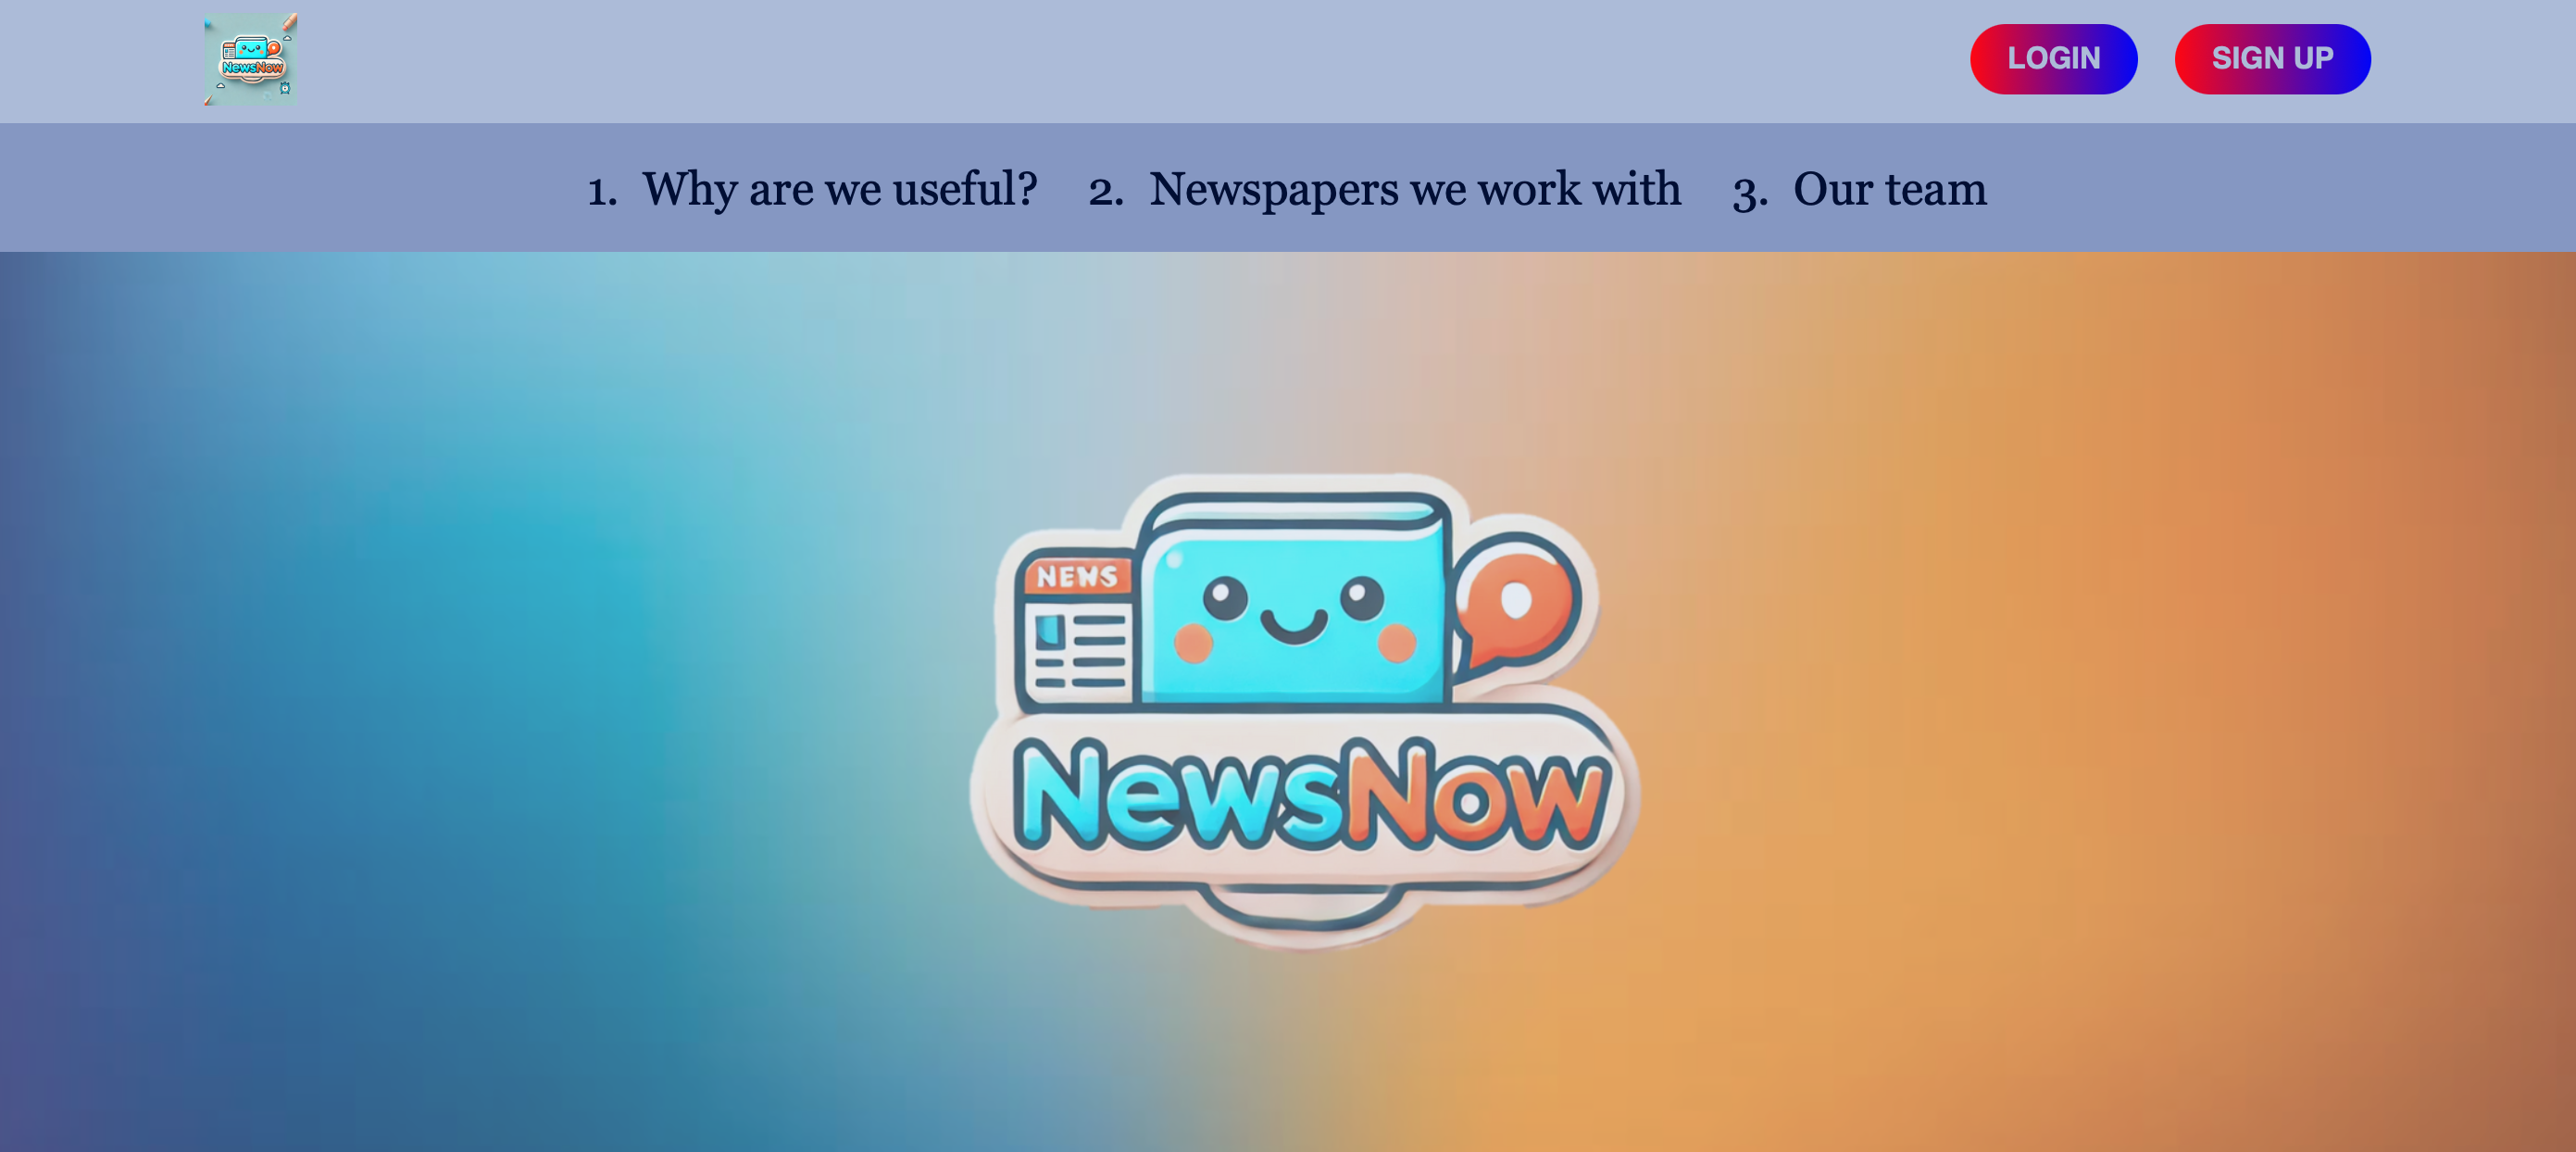 NewsNow
LOGIN
SIGN UP
1. Why are we useful? 2. Newspapers we work with 3. Our team
NEWS
NewsNow